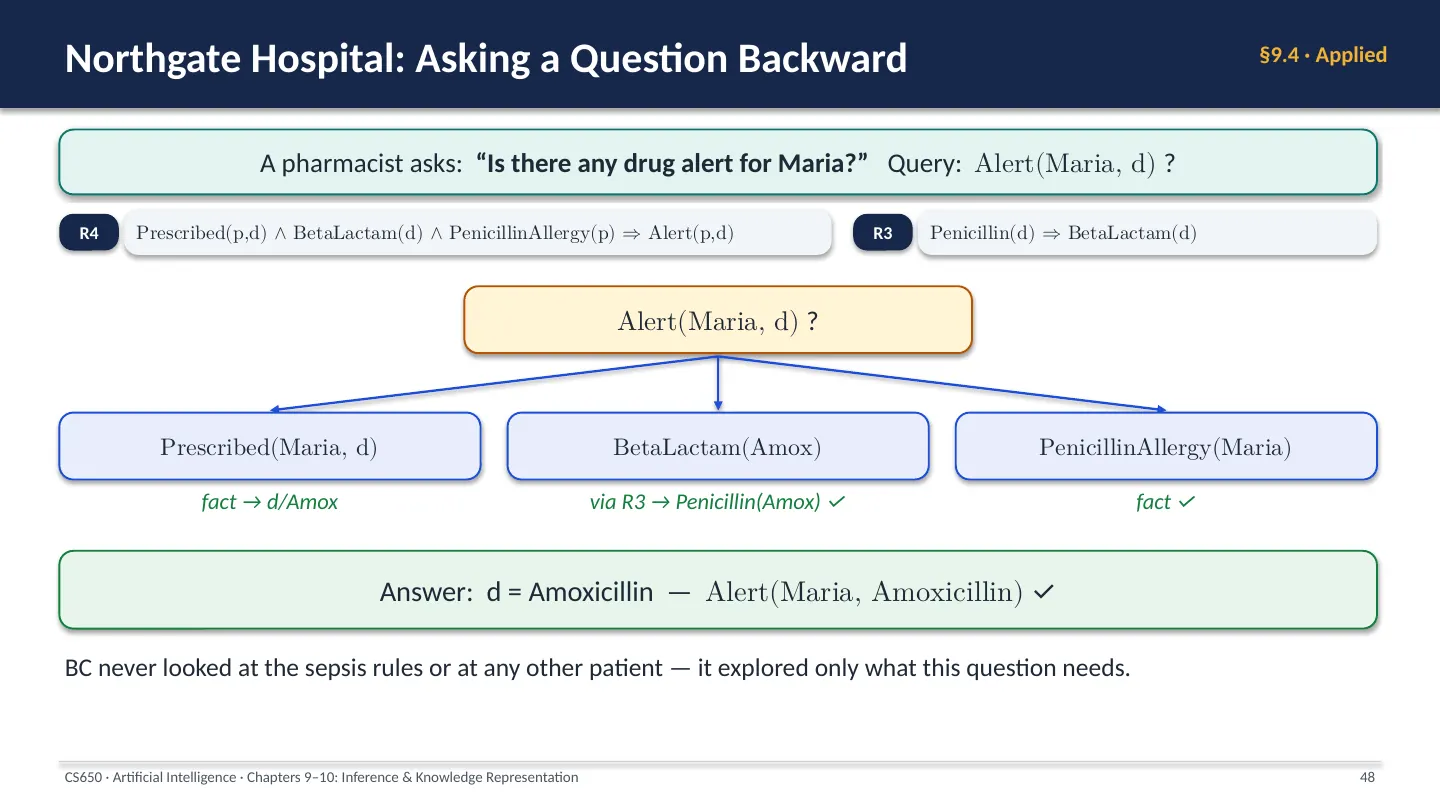 Northgate Hospital: Asking a Question Backward
§9.4 · Applied
A pharmacist asks: “Is there any drug alert for Maria?” Query: Alert(Maria, d) ?
R4
Prescribed(p,d) ∧ BetaLactam(d) ∧ PenicillinAllergy(p) ⇒ Alert(p,d)
R3
Penicillin(d) ⇒ BetaLactam(d)
Alert(Maria, d) ?
Prescribed(Maria, d)
BetaLactam(Amox)
PenicillinAllergy(Maria)
fact → d/Amox
via R3 → Penicillin(Amox) ✓
fact ✓
Answer: d = Amoxicillin — Alert(Maria, Amoxicillin) ✓
BC never looked at the sepsis rules or at any other patient — it explored only what this question needs.
CS650 · Artificial Intelligence · Chapters 9–10: Inference & Knowledge Representation
48